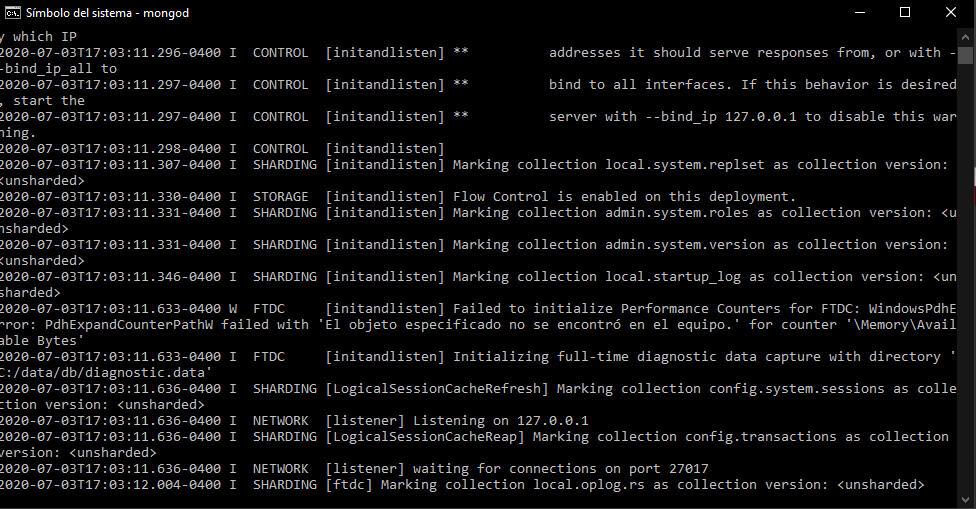 Símbolo del sistema - mongod
y which IP
2020-07-03T17:03:11.296-0400 I  CONTROL  [initandlisten] **          addresses it should serve responses from, or with -
-bind_ip_all to
2020-07-03T17:03:11.297-0400 I  CONTROL  [initandlisten] **          bind to all interfaces. If this behavior is desired
, start the
2020-07-03T17:03:11.297-0400 I  CONTROL  [initandlisten] **          server with --bind_ip 127.0.0.1 to disable this war
ning.
2020-07-03T17:03:11.298-0400 I  CONTROL  [initandlisten]
2020-07-03T17:03:11.307-0400 I  SHARDING [initandlisten] Marking collection local.system.replset as collection version:
<unsharded>
2020-07-03T17:03:11.330-0400 I  STORAGE  [initandlisten] Flow Control is enabled on this deployment.
2020-07-03T17:03:11.331-0400 I  SHARDING [initandlisten] Marking collection admin.system.roles as collection version: <u
nsharded>
2020-07-03T17:03:11.331-0400 I  SHARDING [initandlisten] Marking collection admin.system.version as collection version:
<unsharded>
2020-07-03T17:03:11.346-0400 I  SHARDING [initandlisten] Marking collection local.startup_log as collection version: <un
sharded>
2020-07-03T17:03:11.633-0400 W  FTDC     [initandlisten] Failed to initialize Performance Counters for FTDC: WindowsPdhE
rror: PdhExpandCounterPathW failed with 'El objeto especificado no se encontró en el equipo.' for counter '\Memory\Avail
able Bytes'
2020-07-03T17:03:11.633-0400 I  FTDC     [initandlisten] Initializing full-time diagnostic data capture with directory '
C:/data/db/diagnostic.data'
2020-07-03T17:03:11.636-0400 I  SHARDING [LogicalSessionCacheRefresh] Marking collection config.system.sessions as colle
ction version: <unsharded>
2020-07-03T17:03:11.636-0400 I  NETWORK  [listener] Listening on 127.0.0.1
2020-07-03T17:03:11.636-0400 I  SHARDING [LogicalSessionCacheReap] Marking collection config.transactions as collection
version: <unsharded>
2020-07-03T17:03:11.636-0400 I  NETWORK  [listener] waiting for connections on port 27017
2020-07-03T17:03:12.004-0400 I  SHARDING [ftdc] Marking collection local.oplog.rs as collection version: <unsharded>